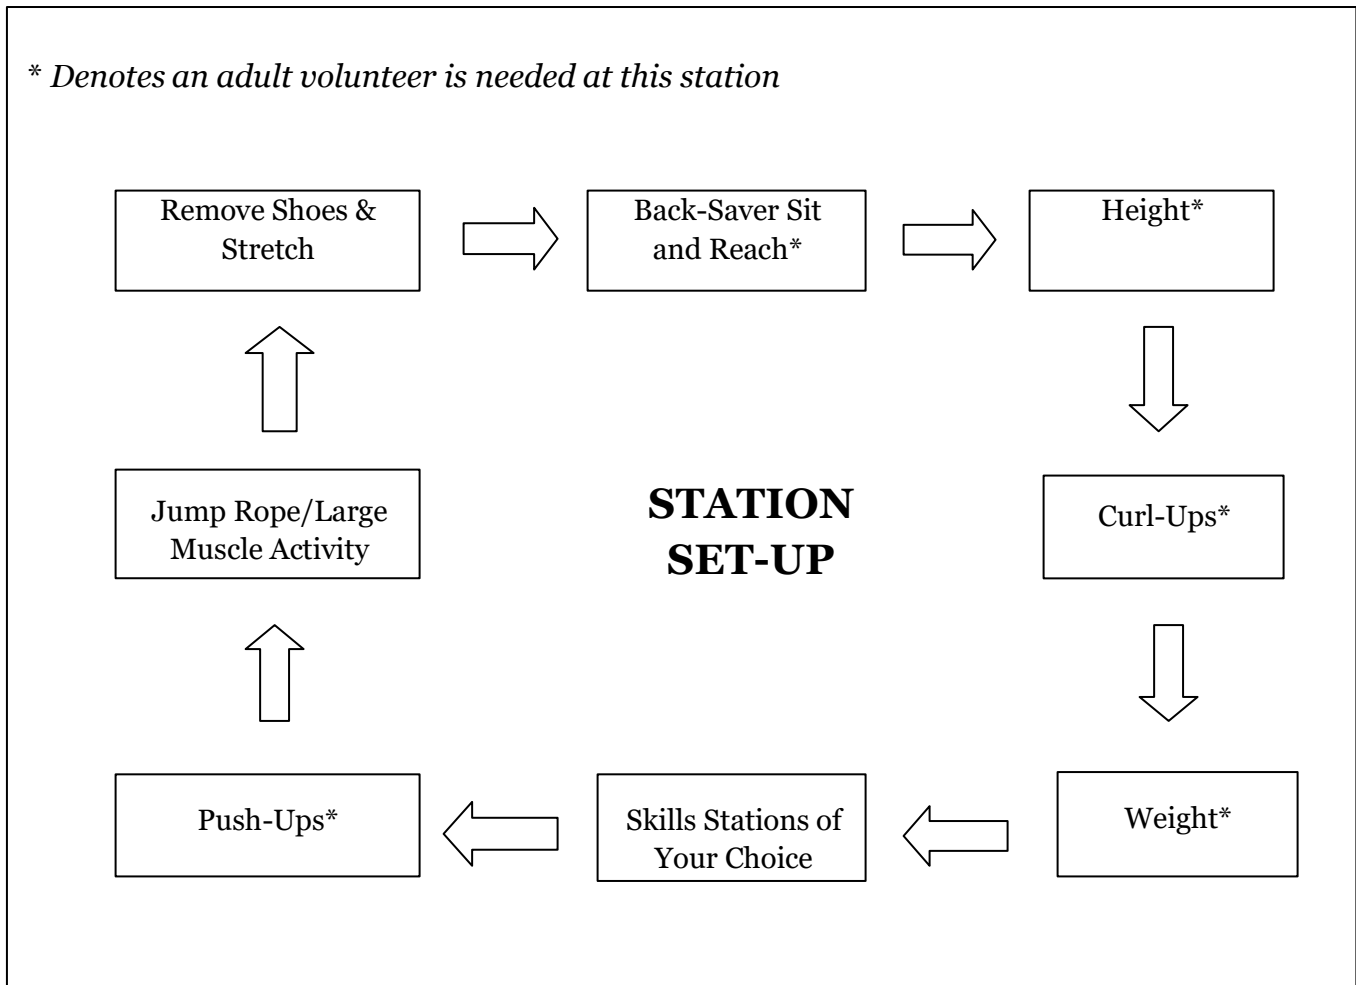 * Denotes an adult volunteer is needed at this station
Remove Shoes &
Stretch
Back-Saver Sit
and Reach*
Height*
Jump Rope/Large
Muscle Activity
STATION
SET-UP
Curl-Ups*
Push-Ups*
Skills Stations of
Your Choice
Weight*